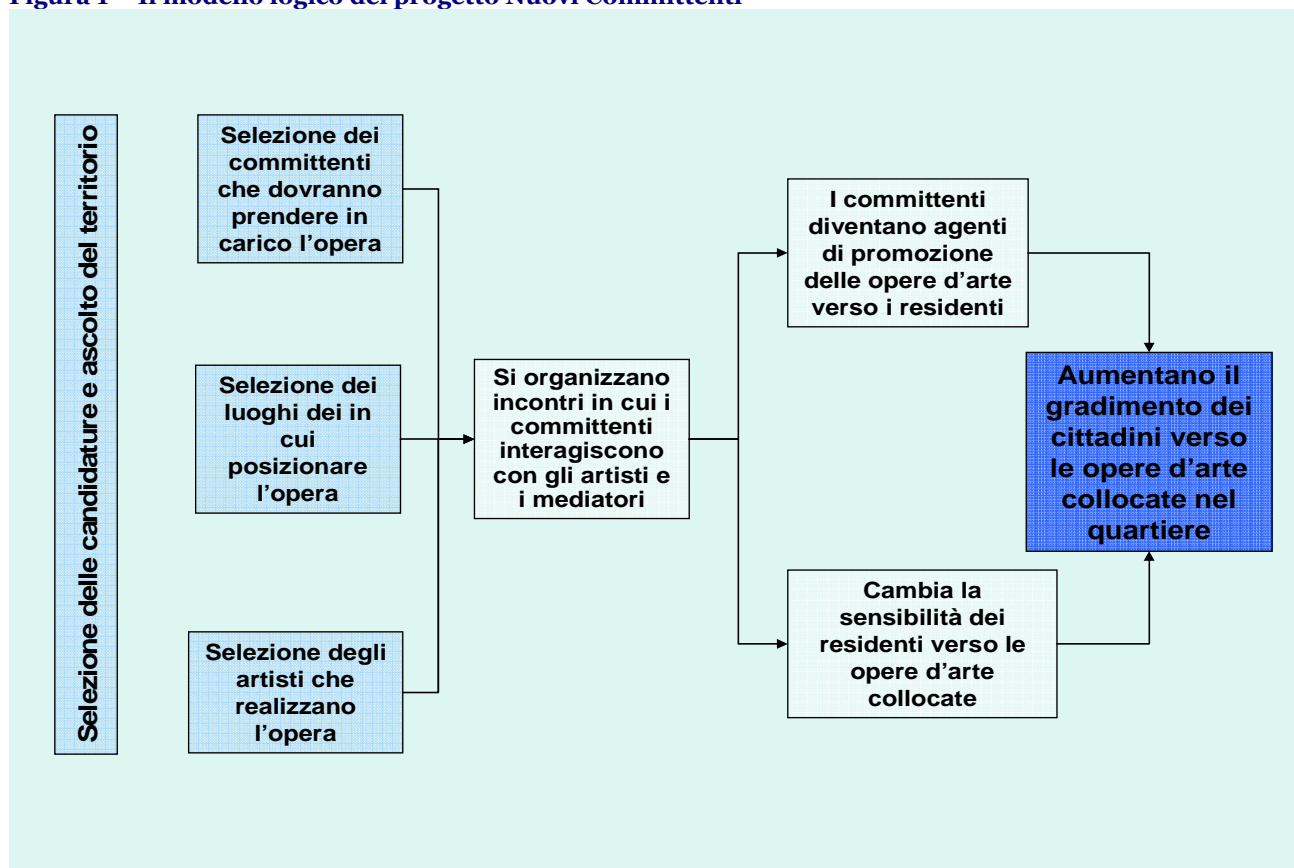 Figura 1 – Il modello logico del progetto Nuovi Committenti
Selezione delle candidature e ascolto del territorio
Selezione dei
committenti
che dovranno
prendere in
carico l’opera
Selezione dei
luoghi dei in
cui
posizionare
l’opera
Selezione degli
artisti che
realizzano
l’opera
Si organizzano
incontri in cui i
committenti
interagiscono
con gli artisti e
i mediatori
I committenti
diventano agenti
di promozione
delle opere d’arte
verso i residenti
Cambia la
sensibilità dei
residenti verso le
opere d’arte
collocate
Aumentano il
gradimento dei
cittadini verso
le opere d’arte
collocate nel
quartiere